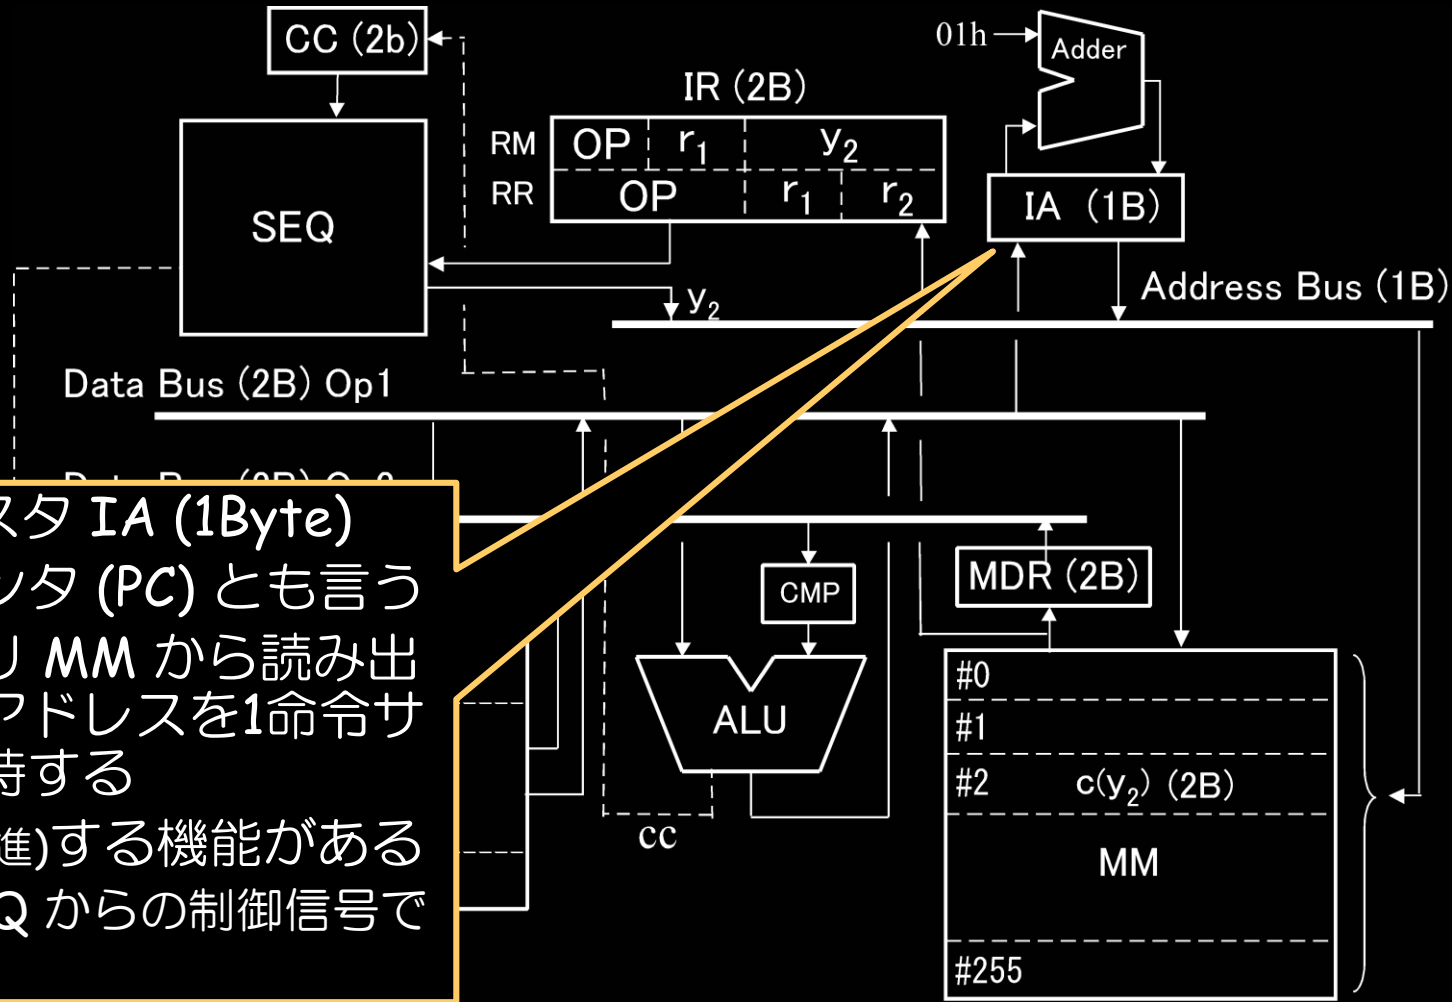 CC (2b)
01h
Adder
IR (2B)
RM
OP
r1
y2
RR
OP
r1
r2
IA (1B)
SEQ
Address Bus (1B)
y2
Data Bus (2B) Op1
スタ IA (1Byte)
ンタ (PC) とも言う
リ MM から読み出
アドレスを1命令サ
持する
進)する機能がある
Q からの制御信号で
MDR (2B)
CMP
ALU
cc
#0
#1
#2
c(y2) (2B)
MM
#255